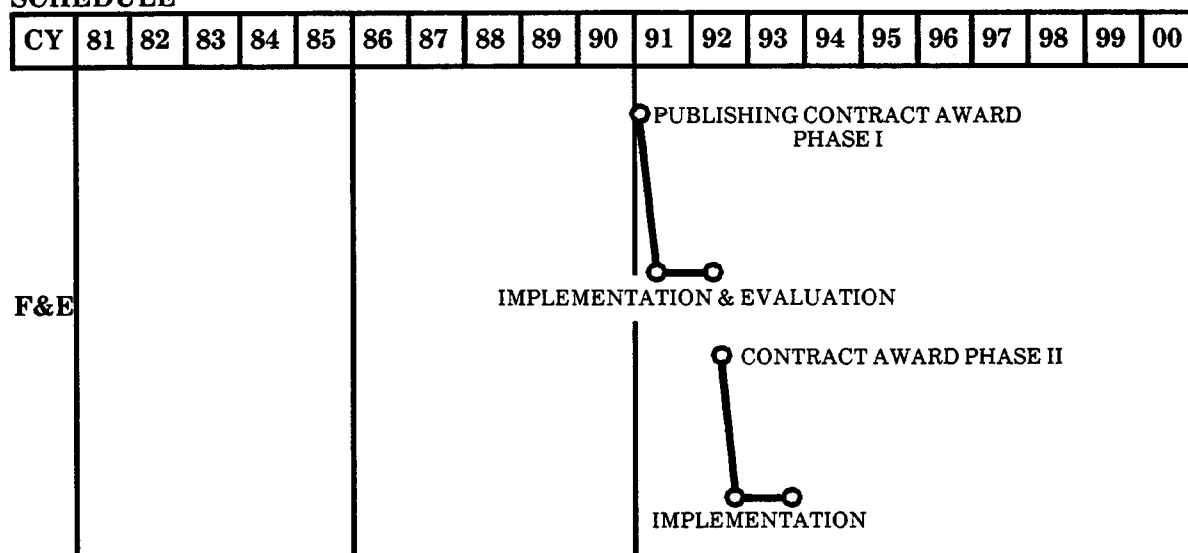 SCHEDULE
CY 81 82 83 84 85 86 87 88 89 90 91 92 93 94 95 96 97 98 99 00
PUBLISHING CONTRACT AWARD
PHASE I
IMPLEMENTATION & EVALUATION
F&E
CONTRACT AWARD PHASE II
IMPLEMENTATION